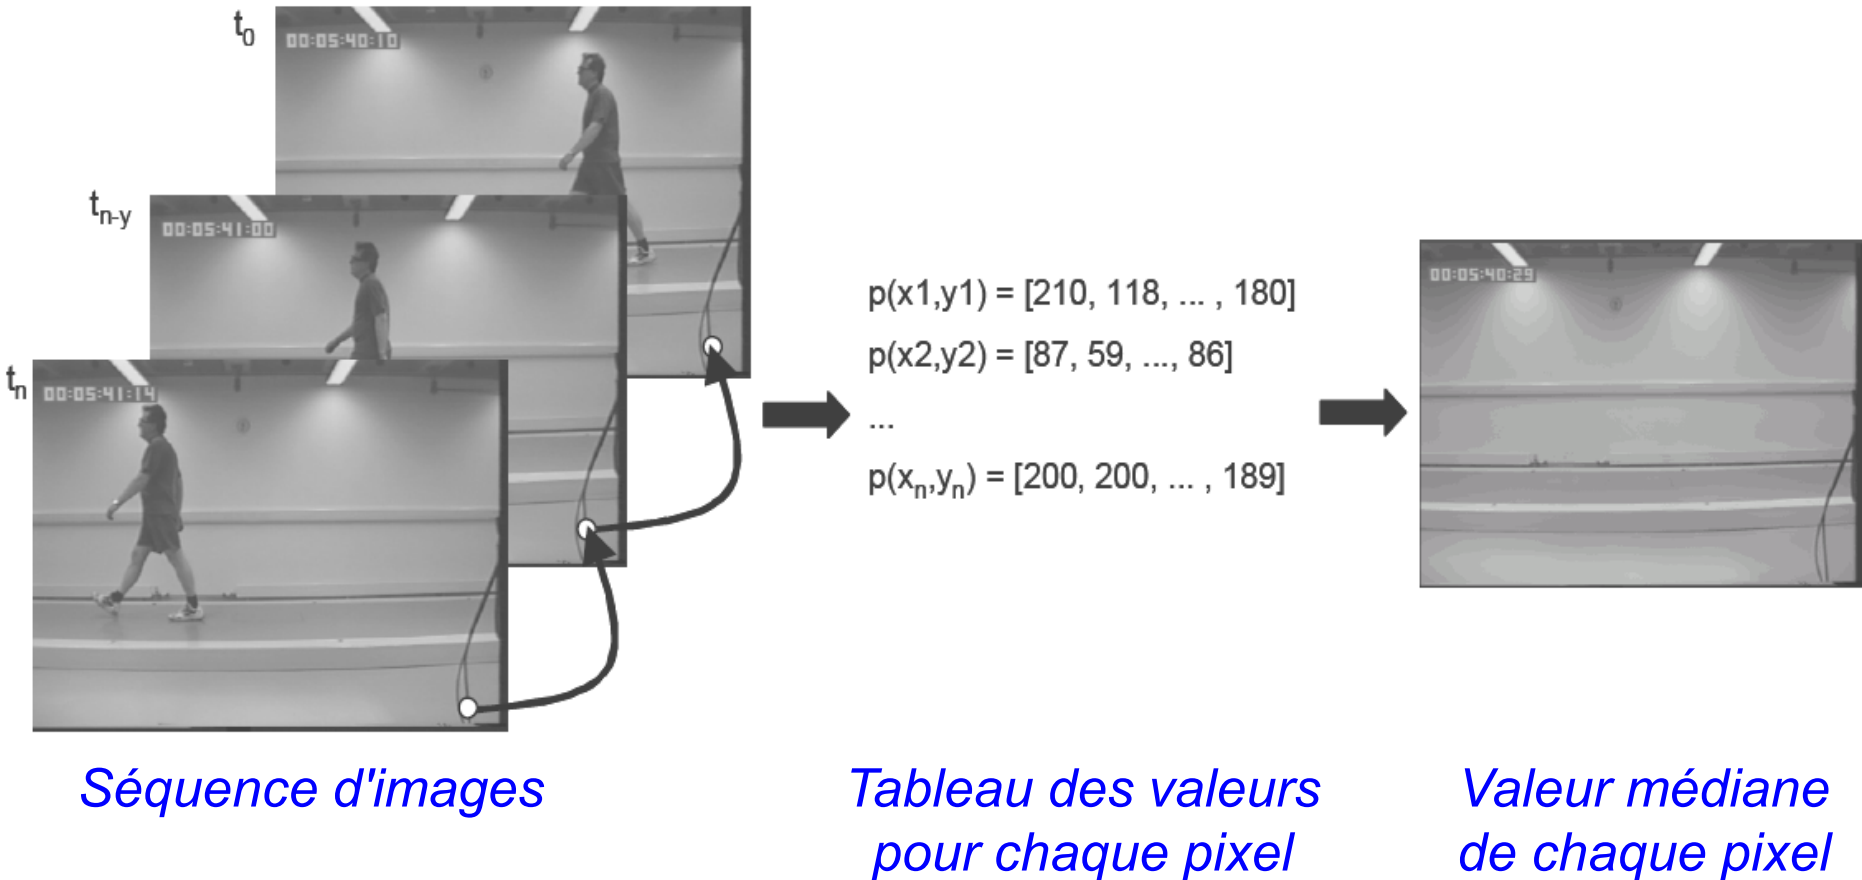 t0
00:05:40:10
tn-y
00:05:41:00
tn
00:05:41:14
p(x1,y1) = [210, 118, ... , 180]
p(x2,y2) = [87, 59, ..., 86]
...
p(xn,yn) = [200, 200, ... , 189]
00:05:40:29
Séquence d'images
Tableau des valeurs
pour chaque pixel
Valeur médiane
de chaque pixel